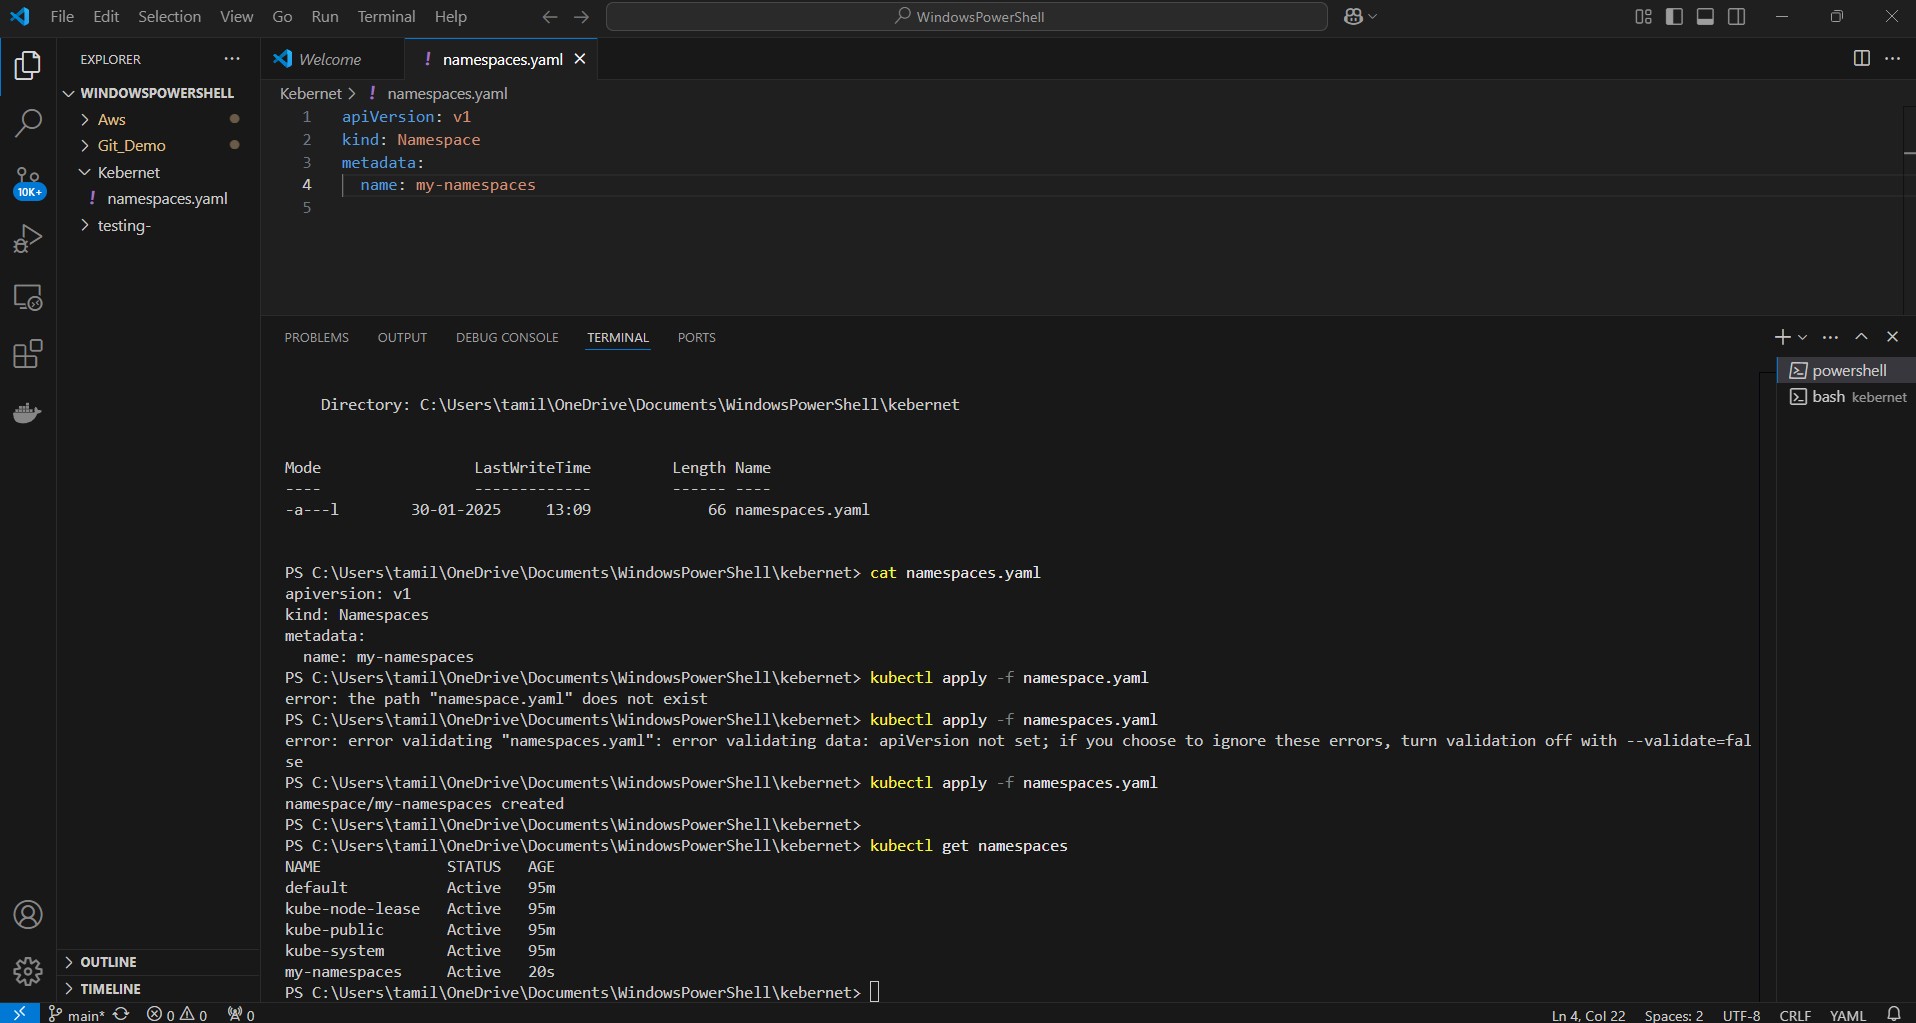 File Edit Selection View Go Run Terminal Help
WindowsPowerShell
EXPLORER
WINDOWSPOWERSHELL
Aws
Git_Demo
Kebernet
! namespaces.yaml
testing-
10K+
OUTLINE
TIMELINE
Welcome
! namespaces.yaml
Kebernet > ! namespaces.yaml
1 apiVersion: v1
2 kind: Namespace
3 metadata:
4   name: my-namespaces
5
PROBLEMS OUTPUT DEBUG CONSOLE TERMINAL PORTS
powershell
bash kebernet
    Directory: C:\Users\tamil\OneDrive\Documents\WindowsPowerShell\kebernet
Mode                 LastWriteTime         Length Name
----                 -------------         ------ ----
-a---l        30-01-2025     13:09             66 namespaces.yaml
PS C:\Users\tamil\OneDrive\Documents\WindowsPowerShell\kebernet> cat namespaces.yaml
apiversion: v1
kind: Namespaces
metadata:
  name: my-namespaces
PS C:\Users\tamil\OneDrive\Documents\WindowsPowerShell\kebernet> kubectl apply -f namespace.yaml
error: the path "namespace.yaml" does not exist
PS C:\Users\tamil\OneDrive\Documents\WindowsPowerShell\kebernet> kubectl apply -f namespaces.yaml
error: error validating "namespaces.yaml": error validating data: apiVersion not set; if you choose to ignore these errors, turn validation off with --validate=fal
se
PS C:\Users\tamil\OneDrive\Documents\WindowsPowerShell\kebernet> kubectl apply -f namespaces.yaml
namespace/my-namespaces created
PS C:\Users\tamil\OneDrive\Documents\WindowsPowerShell\kebernet>
PS C:\Users\tamil\OneDrive\Documents\WindowsPowerShell\kebernet> kubectl get namespaces
NAME              STATUS   AGE
default           Active   95m
kube-node-lease   Active   95m
kube-public       Active   95m
kube-system       Active   95m
my-namespaces     Active   20s
PS C:\Users\tamil\OneDrive\Documents\WindowsPowerShell\kebernet>
main* 0 0 0 Ln 4, Col 22 Spaces: 2 UTF-8 CRLF YAML